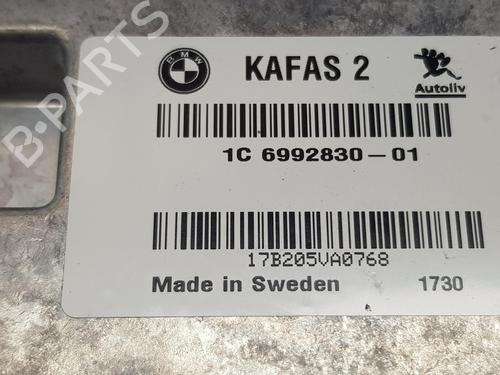 BMW
KAFAS 2
Autoliv
1C 6992830-01
17B205VA0768
Made in Sweden 1730
B-PARTS